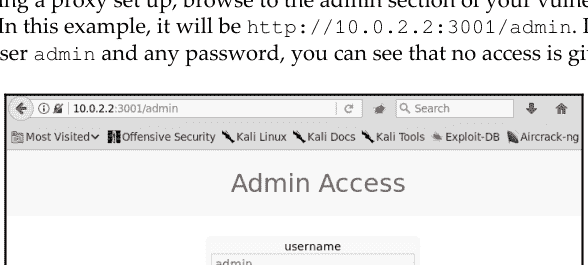 ing a proxy set up, browse to the admin section of your vulne
In this example, it will be http://10.0.2.2:3001/admin. I
ser admin and any password, you can see that no access is gi
10.0.2.2:3001/admin
Search
Most Visited Offensive Security Kali Linux Kali Docs Kali Tools Exploit-DB Aircrack-ng
Admin Access
username
admin